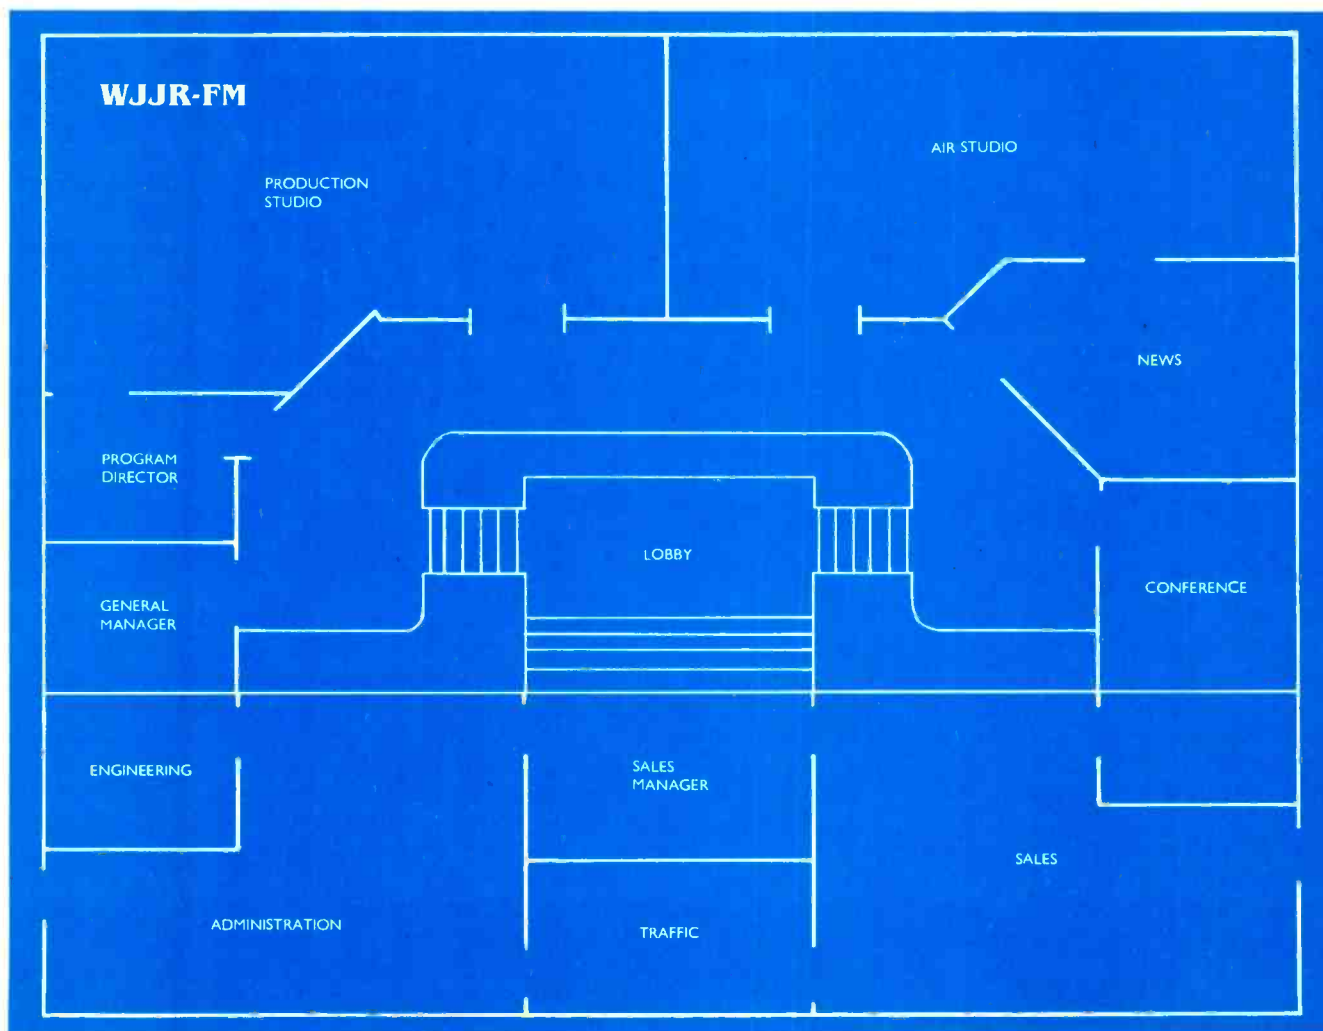 WJJR-FM
AIR STUDIO
PRODUCTION
STUDIO
NEWS
PROGRAM
DIRECTOR
LOBBY
CONFERENCE
GENERAL
MANAGER
ENGINEERING
SALES
MANAGER
SALES
ADMINISTRATION
TRAFFIC